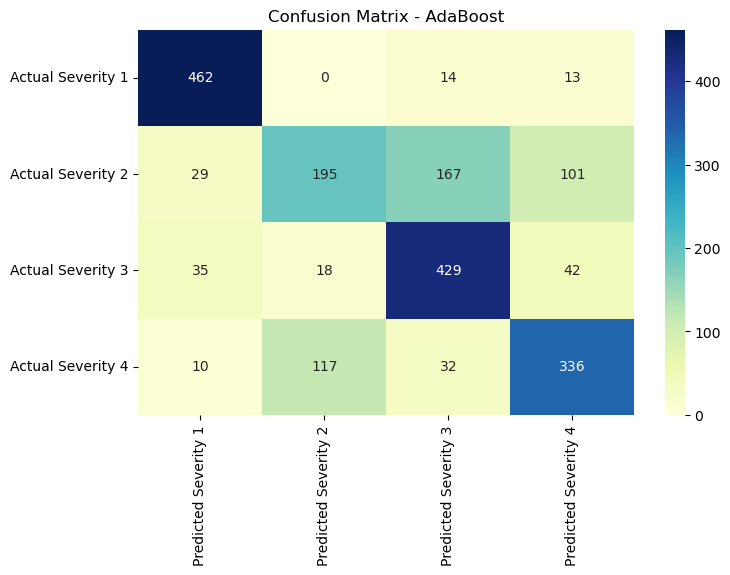 Confusion Matrix - AdaBoost
Actual Severity 1
462 0 14 13
Actual Severity 2
29 195 167 101
Actual Severity 3
35 18 429 42
Actual Severity 4
10 117 32 336
Predicted Severity 1
Predicted Severity 2
Predicted Severity 3
Predicted Severity 4
400
300
200
100
0